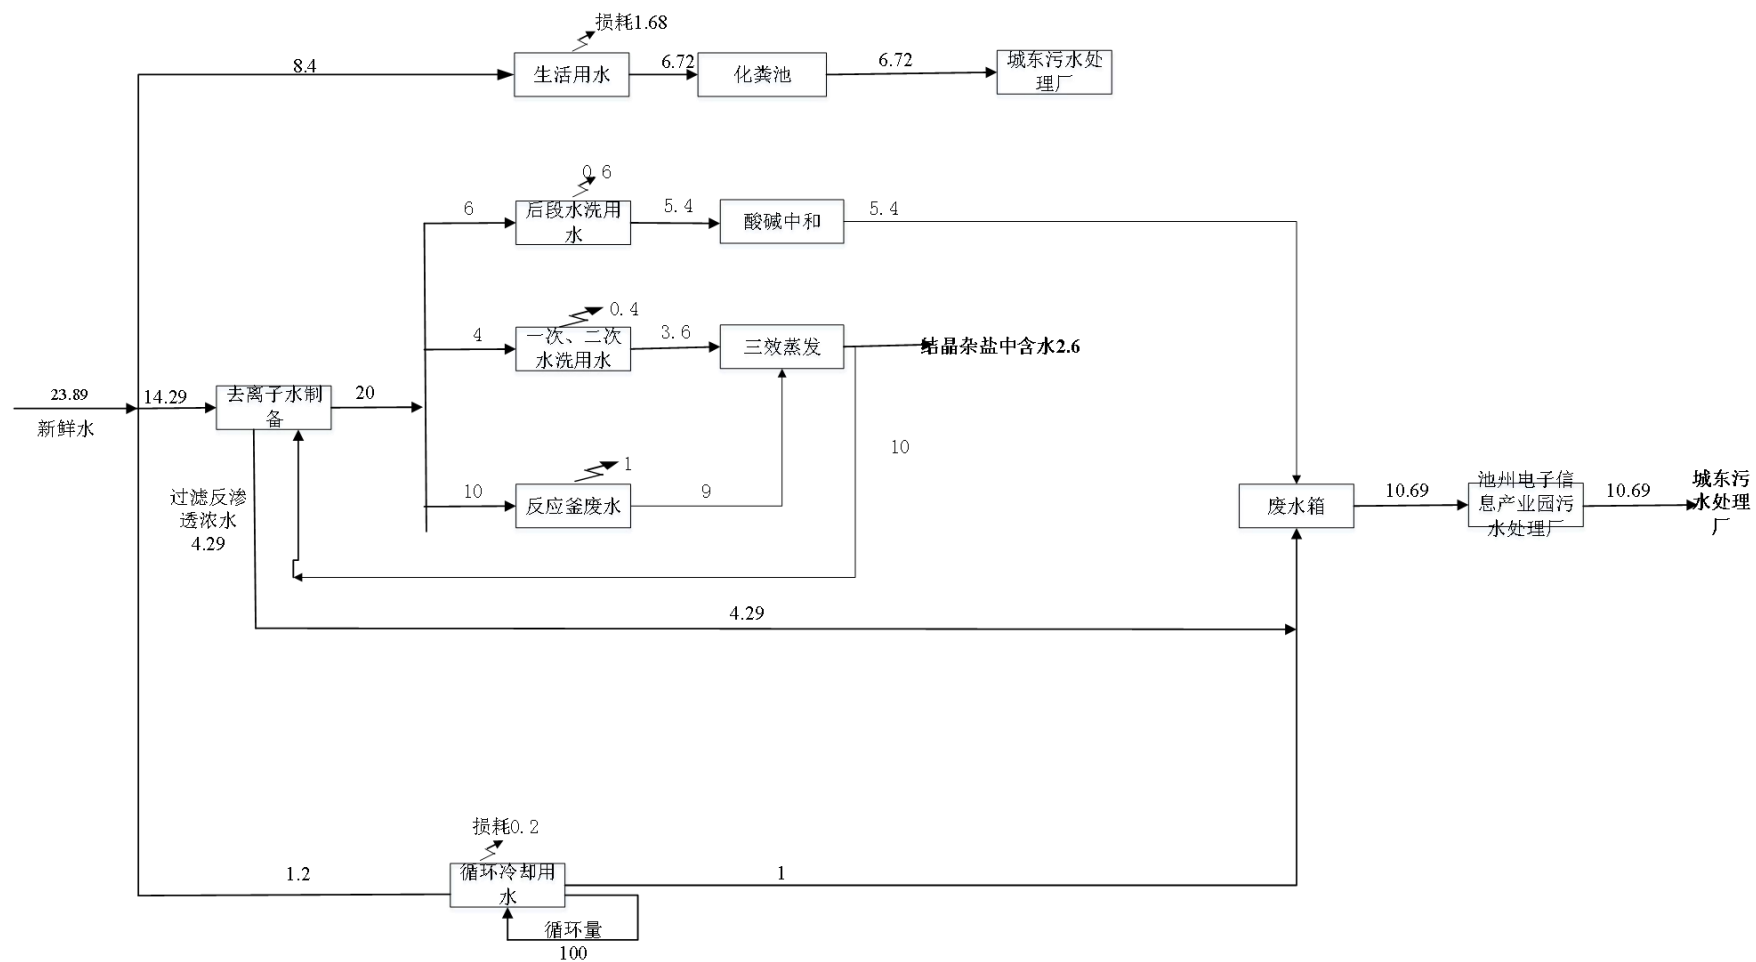 损耗1.68
8.4
生活用水
6.72
化粪池
6.72
城东污水处
理厂
0.6
6
后段水洗用
水
5.4
酸碱中和
5.4
0.4
4
一次、二次
水洗用水
3.6
三效蒸发
结晶杂盐中含水2.6
23.89
新鲜水
14.29
去离子水制
备
20
10
1
10
反应釜废水
9
过滤反渗
透浓水
4.29
废水箱
10.69
池州电子信
息产业园污
水处理厂
10.69
城东污
水处理
厂
4.29
损耗0.2
1.2
循环冷却用
水
1
循环量
100